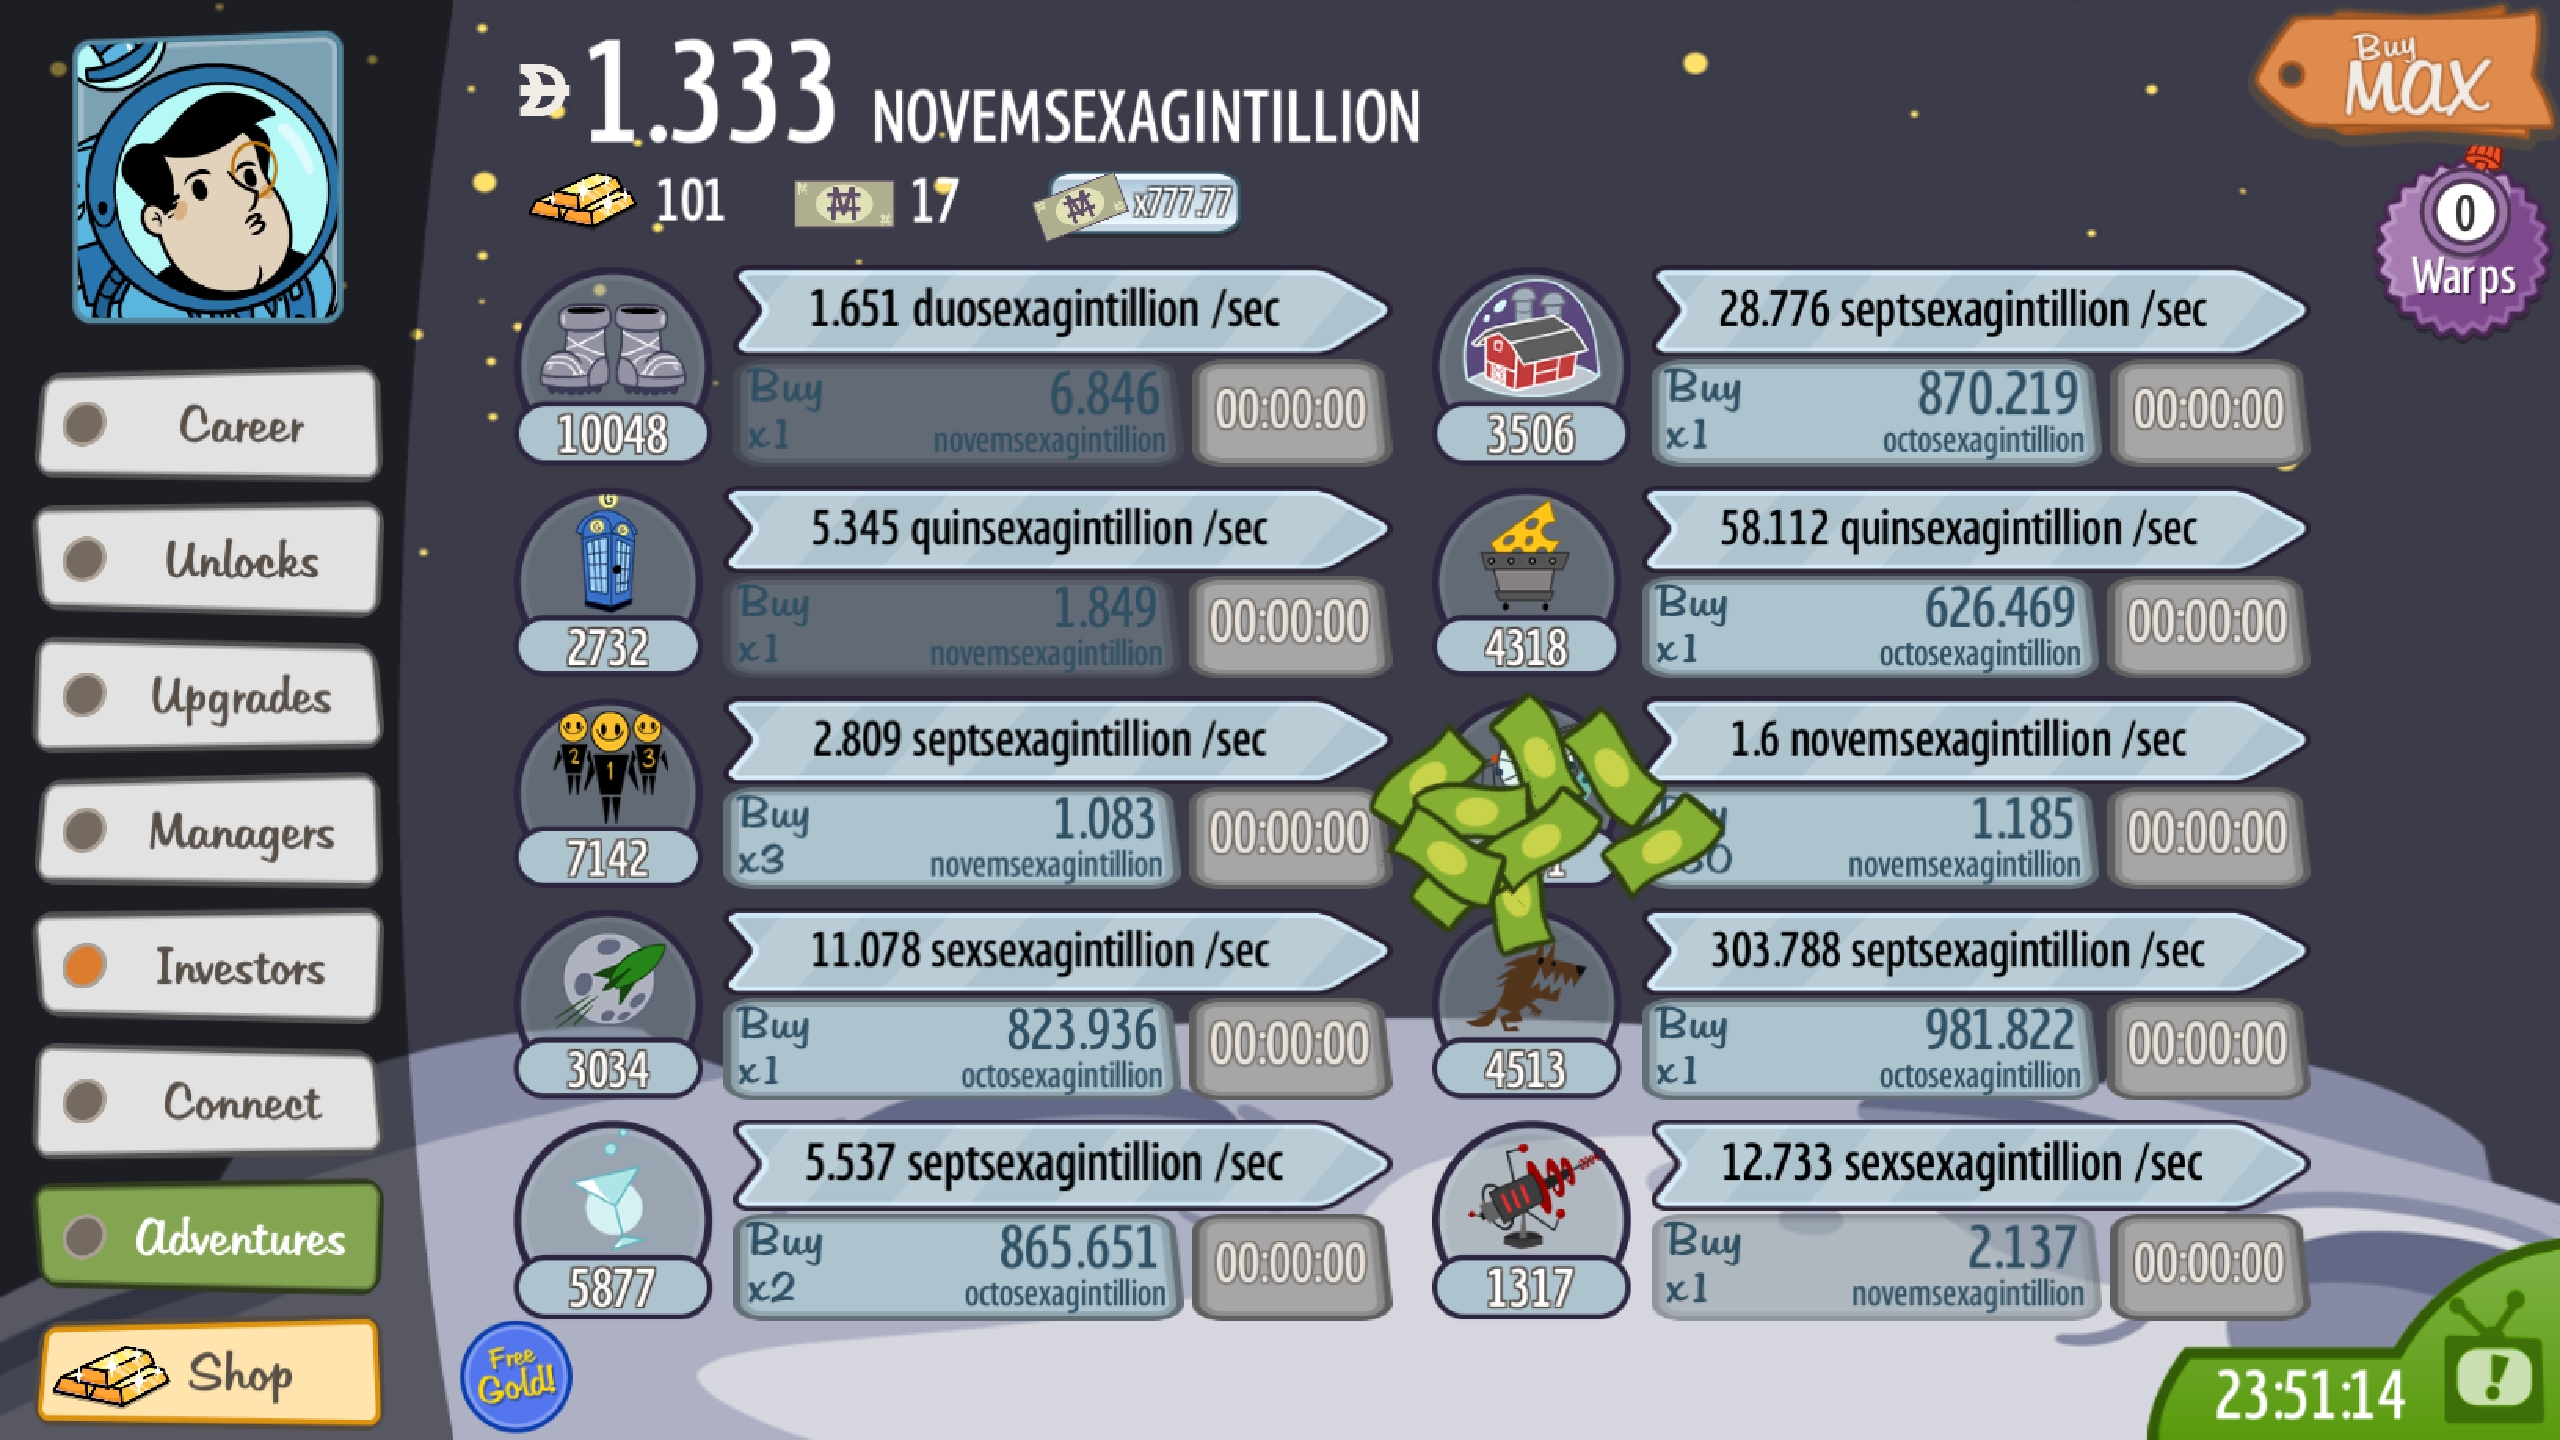 1.333 NOVEMSEXAGINTILLION
Buy
MAX
101
17
x777.77
0
Warps
Career
Unlocks
Upgrades
Managers
Investors
Connect
Adventures
Shop
1.651 duosexagintillion /sec
Buy 6.846
x1 novemsexagintillion
00:00:00
10048
28.776 septsexagintillion /sec
Buy 870.219
x1 octosexagintillion
00:00:00
3506
G
5.345 quinsexagintillion /sec
Buy 1.849
x1 novemsexagintillion
00:00:00
2732
58.112 quinsexagintillion /sec
Buy 626.469
x1 octosexagintillion
00:00:00
4318
2 1 3
2.809 septsexagintillion /sec
Buy 1.083
x3 novemsexagintillion
00:00:00
7142
1.6 novemsexagintillion /sec
1.185
novemsexagintillion
00:00:00
11.078 sexsexagintillion /sec
Buy 823.936
x1 octosexagintillion
00:00:00
3034
303.788 septsexagintillion /sec
Buy 981.822
x1 octosexagintillion
00:00:00
4513
5.537 septsexagintillion /sec
Buy 865.651
x2 octosexagintillion
00:00:00
5877
12.733 sexsexagintillion /sec
Buy 2.137
x1 novemsexagintillion
00:00:00
1317
Free
Gold!
23:51:14
!